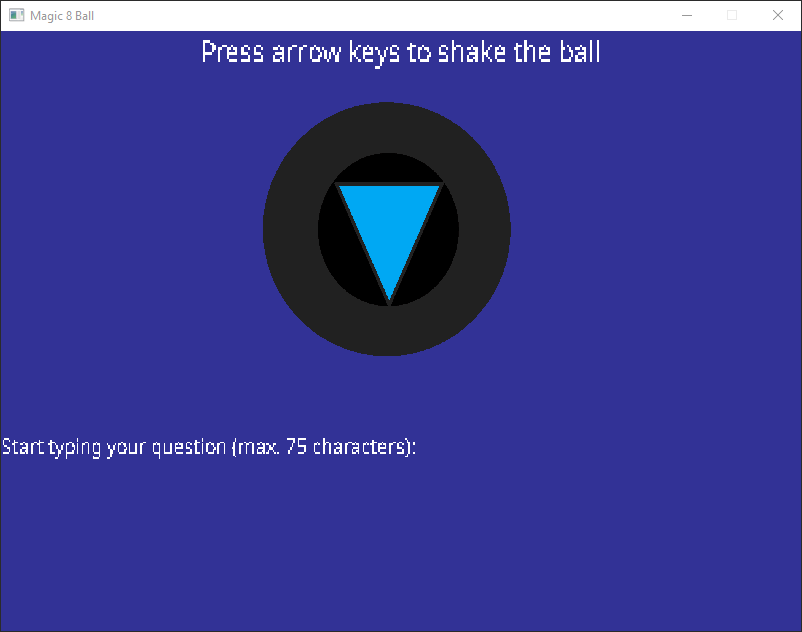 Magic 8 Ball
Press arrow keys to shake the ball
Start typing your question (max. 75 characters):